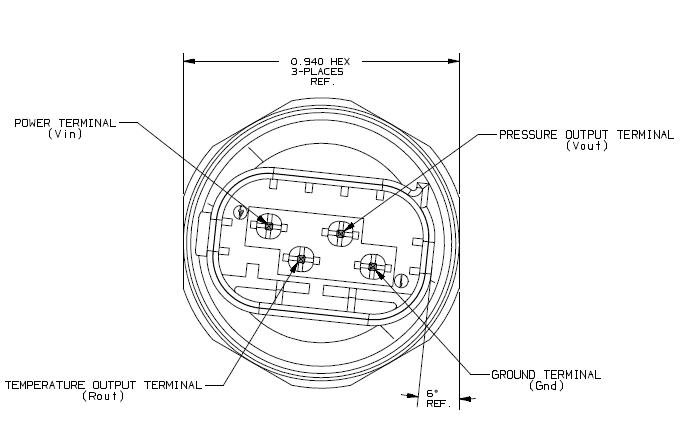 0.940 HEX
3-PLACES
REF.
POWER TERMINAL
(Vin)
PRESSURE OUTPUT TERMINAL
(Vout)
TEMPERATURE OUTPUT TERMINAL
(Rout)
GROUND TERMINAL
(Gnd)
6°
REF.